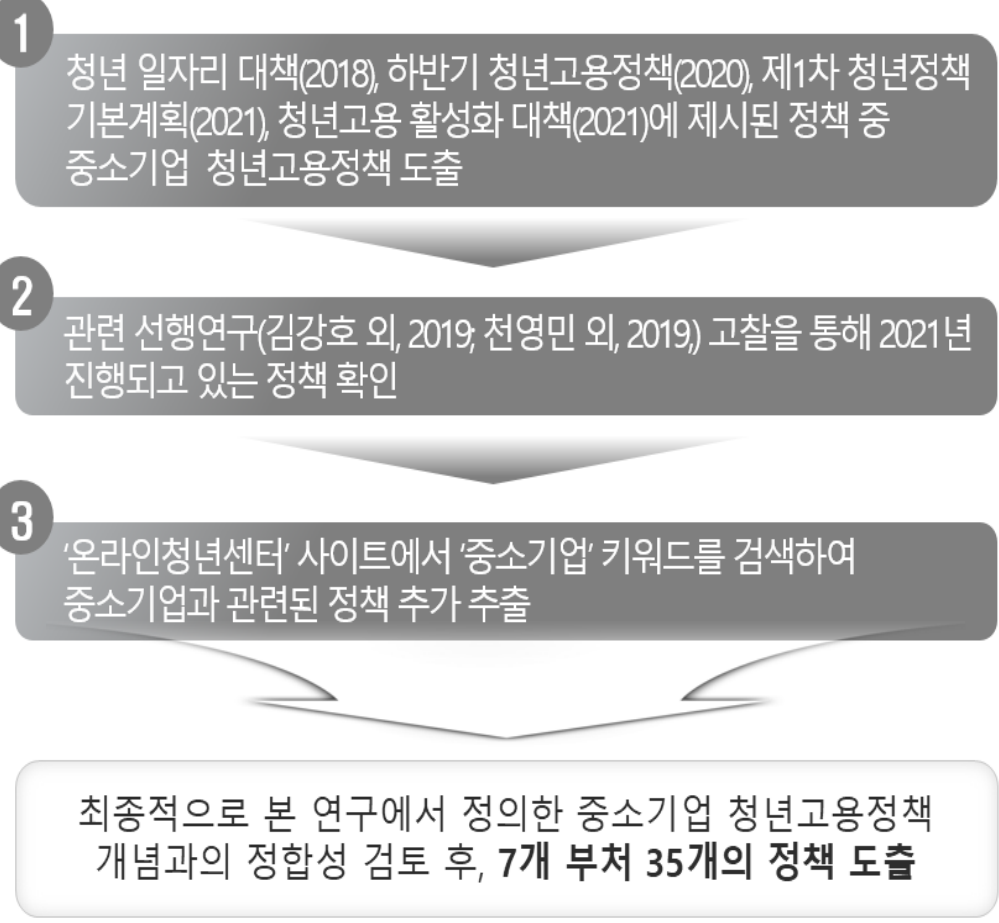 1
청년 일자리 대책(2018), 하반기 청년고용정책(2020), 제1차 청년정책
기본계획(2021), 청년고용 활성화 대책(2021)에 제시된 정책 중
중소기업 청년고용정책 도출
2
관련 선행연구(김강호 외, 2019; 천영민 외, 2019,) 고찰을 통해 2021년
진행되고 있는 정책 확인
3
‘온라인청년센터’ 사이트에서 ‘중소기업’ 키워드를 검색하여
중소기업과 관련된 정책 추가 추출
최종적으로 본 연구에서 정의한 중소기업 청년고용정책
개념과의 정합성 검토 후, 7개 부처 35개의 정책 도출